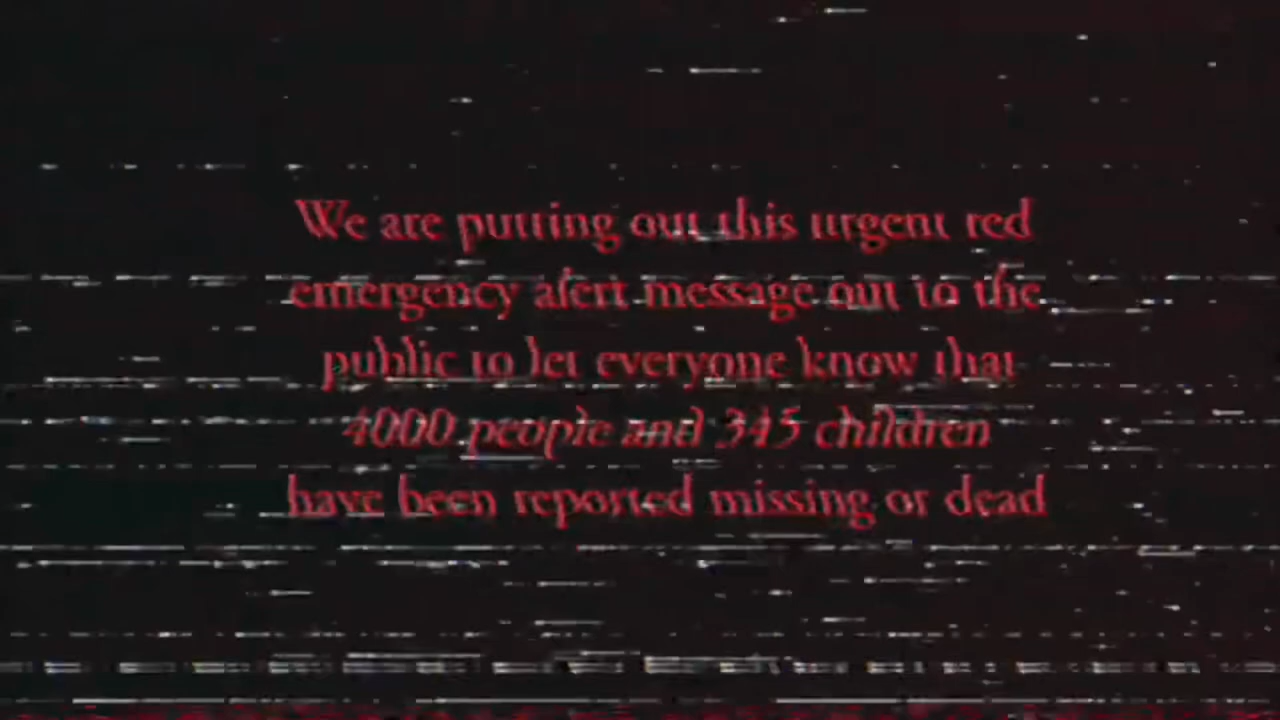 We are putting out this urgent red
emergency alert message out to the
public to let everyone know that
4000 people and 345 children
have been reported missing or dead